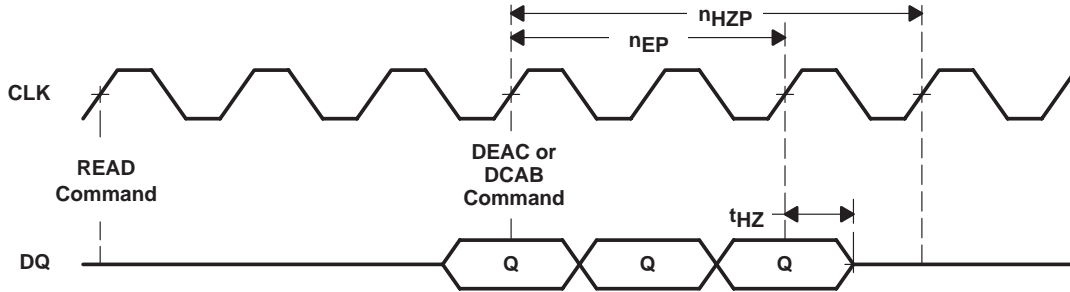 nHZP
nEP
CLK
READ
Command
DEAC or
DCAB
Command
tHZ
DQ
Q
Q
Q